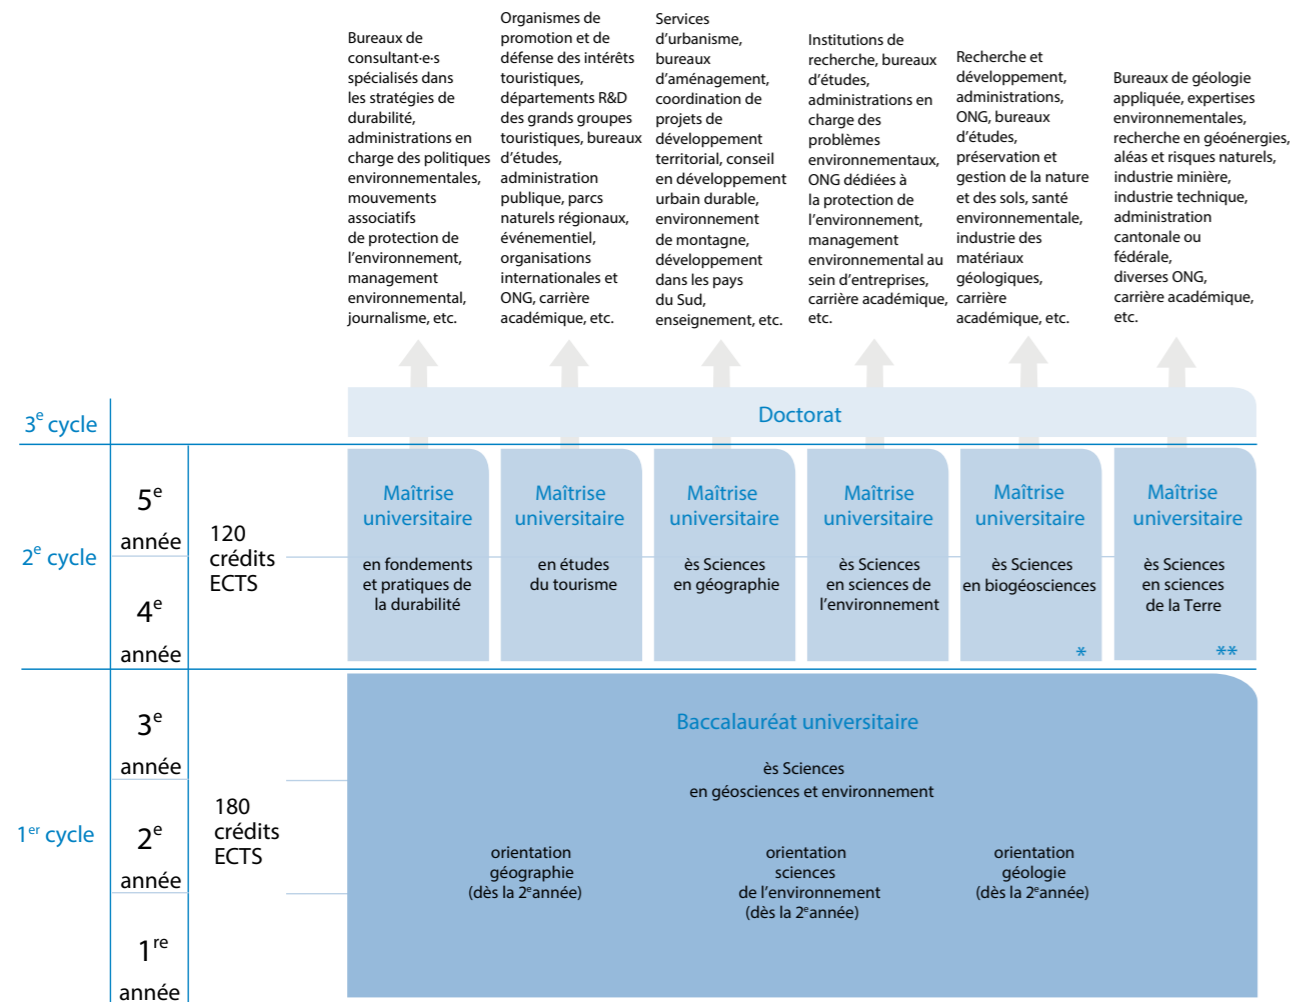 Bureaux de
consultant·e·s
spécialisés dans
les stratégies de
durabilité,
administrations en
charge des politiques
environnementales,
mouvements
associatifs
de protection de
l'environnement,
management
environnemental,
journalisme, etc.
Organismes de
promotion et de
défense des intérêts
touristiques,
départements R&D
des grands groupes
touristiques, bureaux
d'études,
administration
publique, parcs
naturels régionaux,
événementiel,
organisations
internationales et
ONG, carrière
académique, etc.
Services
d'urbanisme,
bureaux
d'aménagement,
coordination de
projets de
développement
territorial, conseil
en développement
urbain durable,
environnement
de montagne,
développement
dans les pays
du Sud,
enseignement, etc.
Institutions de
recherche, bureaux
d'études,
administrations en
charge des
problèmes
environnementaux,
ONG dédiées à
la protection de
l'environnement,
management
environnemental au
sein d'entreprises,
carrière académique,
etc.
Recherche et
développement,
administrations,
ONG, bureaux
d'études,
préservation et
gestion de la nature
et des sols, santé
environnementale,
industrie des
matériaux
géologiques,
carrière
académique, etc.
Bureaux de géologie
appliquée, expertises
environnementales,
recherche en géoénergies,
aléas et risques naturels,
industrie minière,
industrie technique,
administration
cantonale ou
fédérale,
diverses ONG,
carrière académique,
etc.
3e cycle
Doctorat
2e cycle
5e
année
4e
année
120
crédits
ECTS
Maîtrise
universitaire
en fondements
et pratiques de
la durabilité
Maîtrise
universitaire
en études
du tourisme
Maîtrise
universitaire
ès Sciences
en géographie
Maîtrise
universitaire
ès Sciences
en sciences de
l'environnement
Maîtrise
universitaire
ès Sciences
en biogéosciences
*
Maîtrise
universitaire
ès Sciences
en sciences
de la Terre
**
1er cycle
3e
année
2e
année
1re
année
180
crédits
ECTS
Baccalauréat universitaire
ès Sciences
en géosciences et environnement
orientation
géographie
(dès la 2e année)
orientation
sciences
de l'environnement
(dès la 2e année)
orientation
géologie
(dès la 2e année)